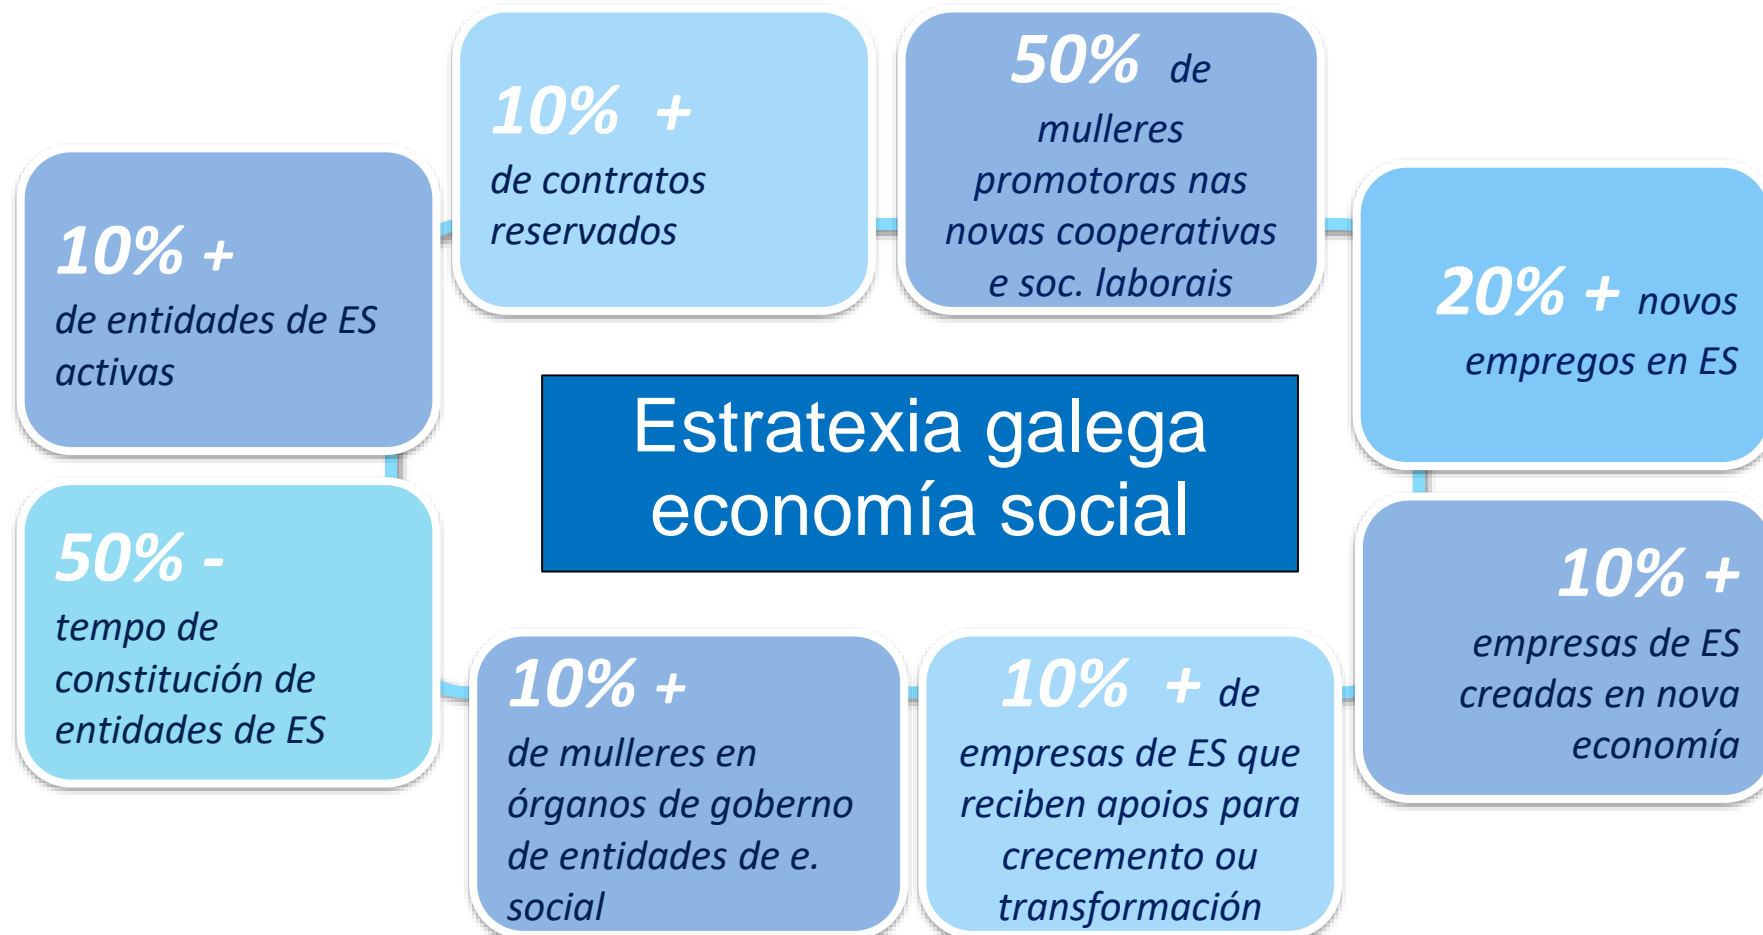 10% +
de entidades de ES
activas
10% +
de contratos
reservados
50% de
mulleres
promotoras nas
novas cooperativas
e soc. laborais
20% + novos
empregos en ES
Estratexia galega
economía social
50% -
tempo de
constitución de
entidades de ES
10% +
de mulleres en
órganos de goberno
de entidades de e.
social
10% + de
empresas de ES que
reciben apoios para
crecemento ou
transformación
10% +
empresas de ES
creadas en nova
economía